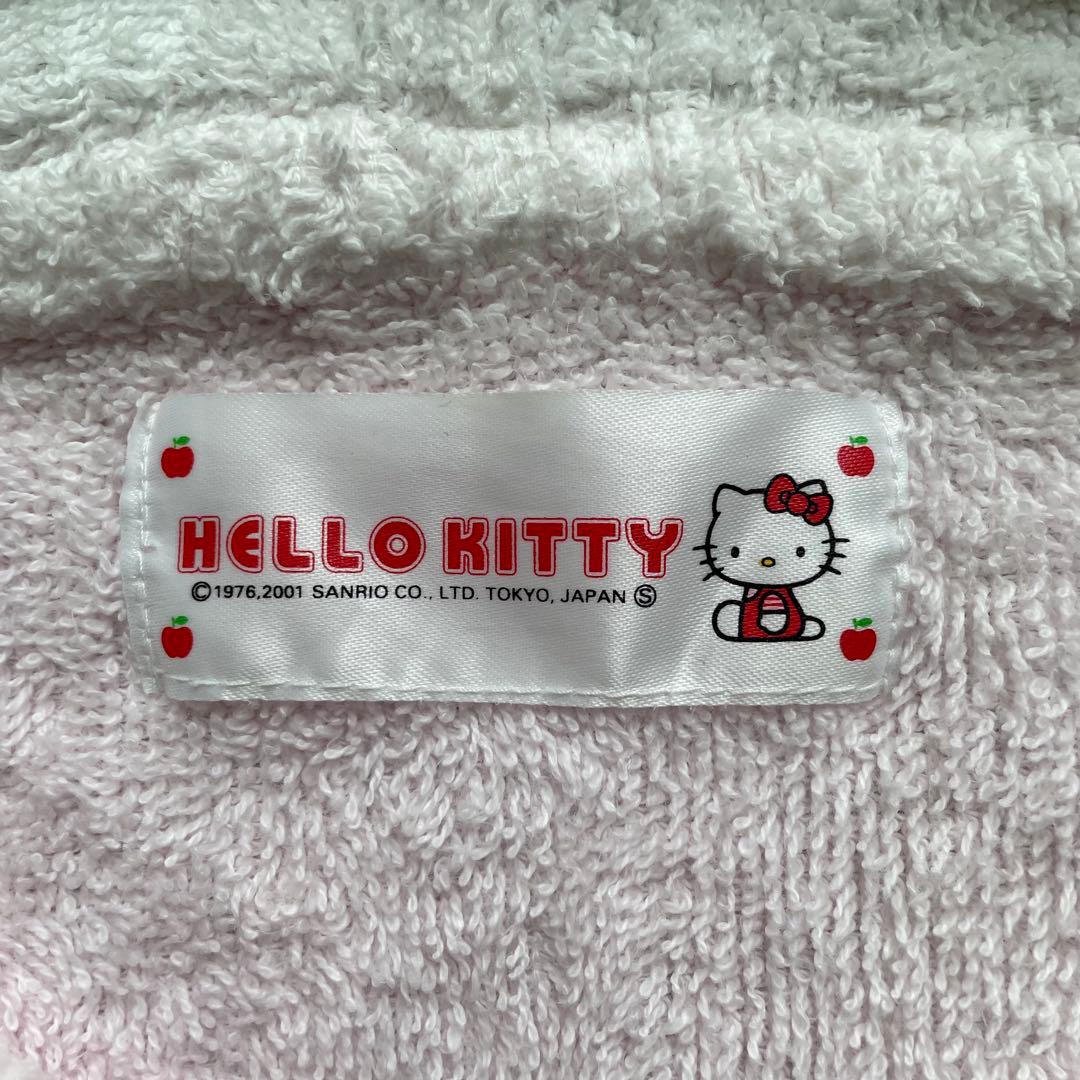 HELLO KITTY
©1976,2001 SANRIO CO., LTD. TOKYO, JAPAN Ⓢ